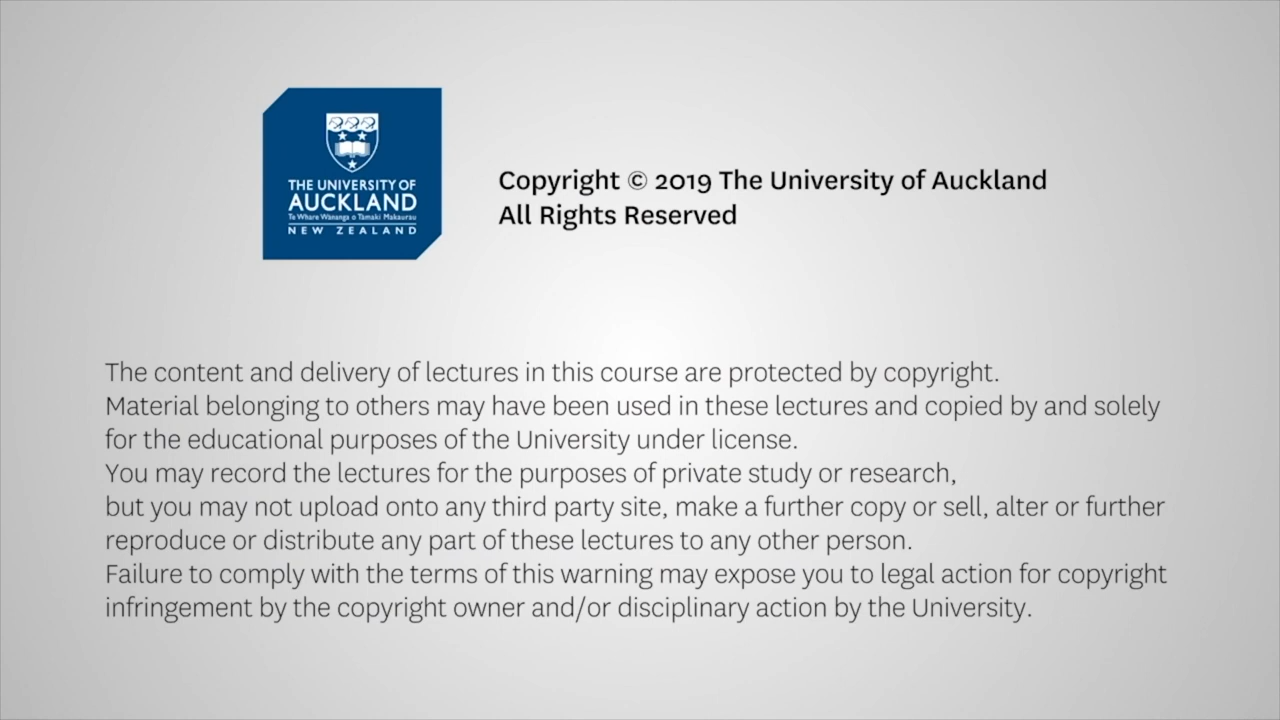 THE UNIVERSITY OF
AUCKLAND
Te Whare Wānanga o Tāmaki Makaurau
NEW ZEALAND
Copyright © 2019 The University of Auckland
All Rights Reserved
The content and delivery of lectures in this course are protected by copyright.
Material belonging to others may have been used in these lectures and copied by and solely
for the educational purposes of the University under license.
You may record the lectures for the purposes of private study or research,
but you may not upload onto any third party site, make a further copy or sell, alter or further
reproduce or distribute any part of these lectures to any other person.
Failure to comply with the terms of this warning may expose you to legal action for copyright
infringement by the copyright owner and/or disciplinary action by the University.